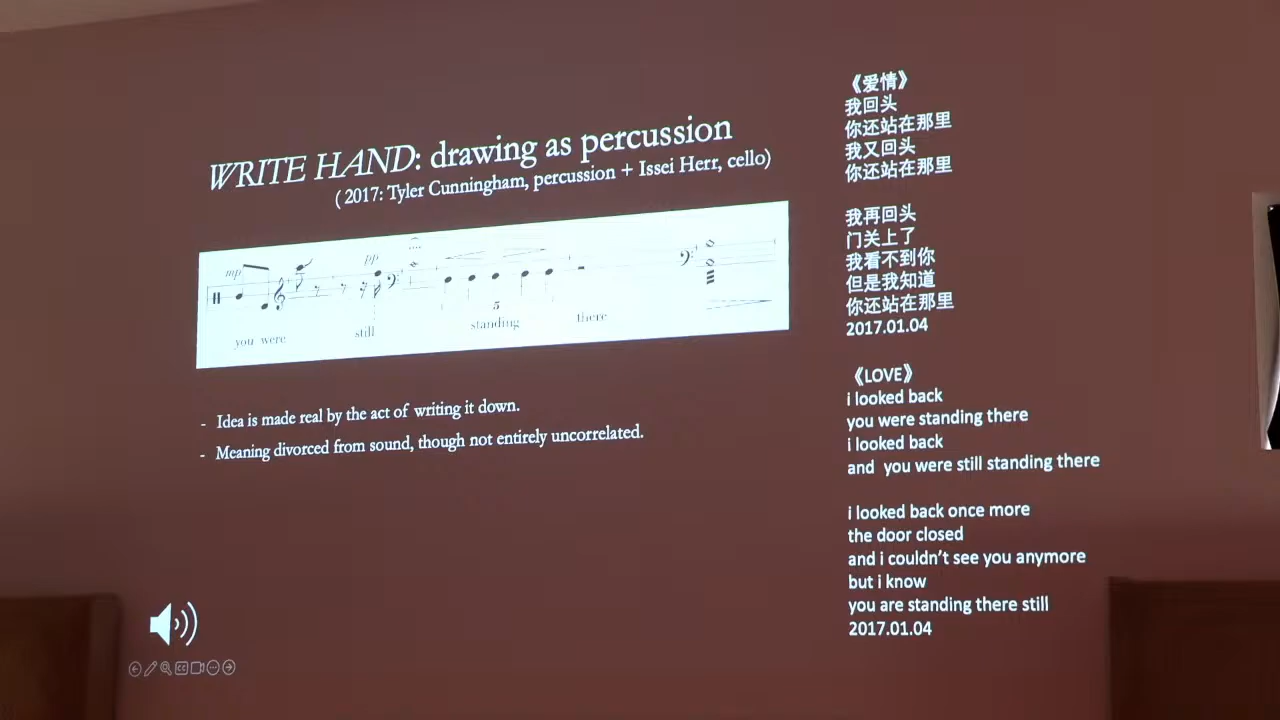 WRITE HAND: drawing as percussion
( 2017: Tyler Cunningham, percussion + Issei Herr, cello)
mp
pp
5
you were still standing there
- Idea is made real by the act of writing it down.
- Meaning divorced from sound, though not entirely uncorrelated.
《爱情》
我回头
你还站在那里
我又回头
你还站在那里
我再回头
门关上了
我看不到你
但是我知道
你还站在那里
2017.01.04
《LOVE》
i looked back
you were standing there
i looked back
and you were still standing there
i looked back once more
the door closed
and i couldn't see you anymore
but i know
you are standing there still
2017.01.04